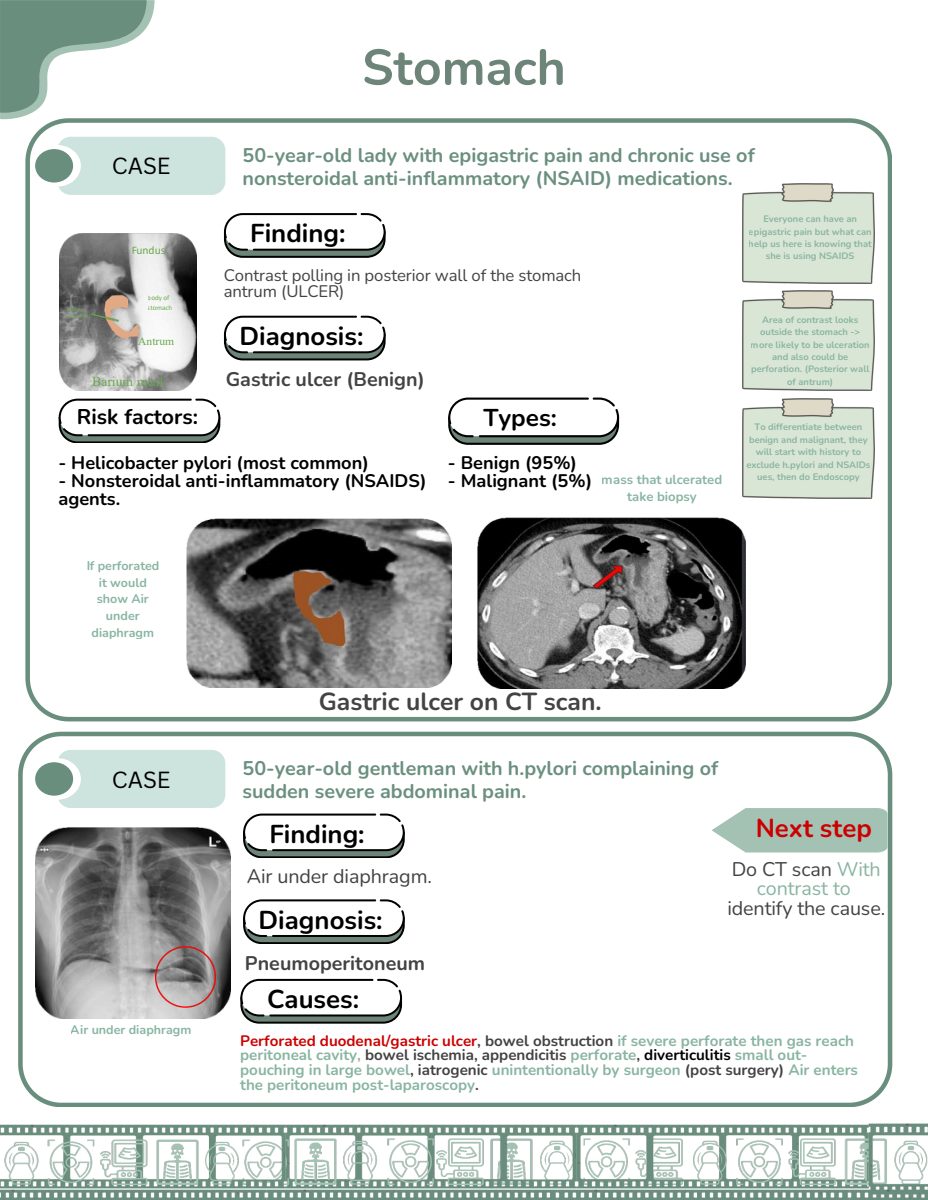 Stomach
CASE
50-year-old lady with epigastric pain and chronic use of
nonsteroidal anti-inflammatory (NSAID) medications.
Finding:
Contrast polling in posterior wall of the stomach
antrum (ULCER)
Diagnosis:
Gastric ulcer (Benign)
Fundus
body of
stomach
Antrum
Barium meal
Everyone can have an
epigastric pain but what can
help us here is knowing that
she is using NSAIDS
Area of contrast looks
outside the stomach ->
more likely to be ulceration
and also could be
perforation. (Posterior wall
of antrum)
To differentiate between
benign and malignant, they
will start with history to
exclude h.pylori and NSAIDs
ues, then do Endoscopy
Risk factors:
- Helicobacter pylori (most common)
- Nonsteroidal anti-inflammatory (NSAIDS)
agents.
Types:
- Benign (95%)
- Malignant (5%) mass that ulcerated
take biopsy
If perforated
it would
show Air
under
diaphragm
Gastric ulcer on CT scan.
CASE
50-year-old gentleman with h.pylori complaining of
sudden severe abdominal pain.
L
Finding:
Air under diaphragm.
Diagnosis:
Pneumoperitoneum
Causes:
Next step
Do CT scan With
contrast to
identify the cause.
Air under diaphragm
Perforated duodenal/gastric ulcer, bowel obstruction if severe perforate then gas reach
peritoneal cavity, bowel ischemia, appendicitis perforate, diverticulitis small out-
pouching in large bowel, iatrogenic unintentionally by surgeon (post surgery) Air enters
the peritoneum post-laparoscopy.